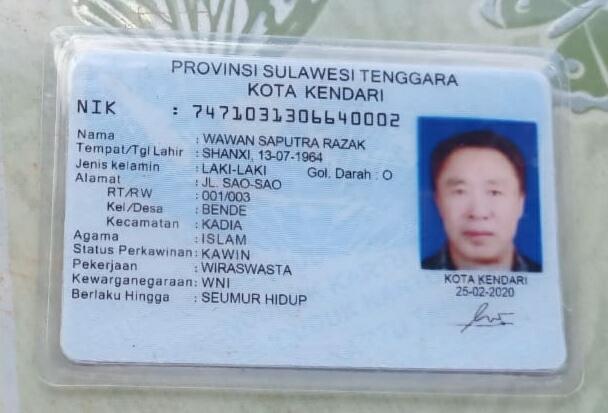 PROVINSI SULAWESI TENGGARA
KOTA KENDARI
NIK : 7471031306640002
Nama : WAWAN SAPUTRA RAZAK
Tempat/Tgl Lahir : SHANXI, 13-07-1964
Jenis kelamin : LAKI-LAKI Gol. Darah : O
Alamat : JL. SAO-SAO
RT/RW : 001/003
Kel/Desa : BENDE
Kecamatan : KADIA
Agama : ISLAM
Status Perkawinan: KAWIN
Pekerjaan : WIRASWASTA
Kewarganegaraan: WNI
Berlaku Hingga : SEUMUR HIDUP
KOTA KENDARI
25-02-2020